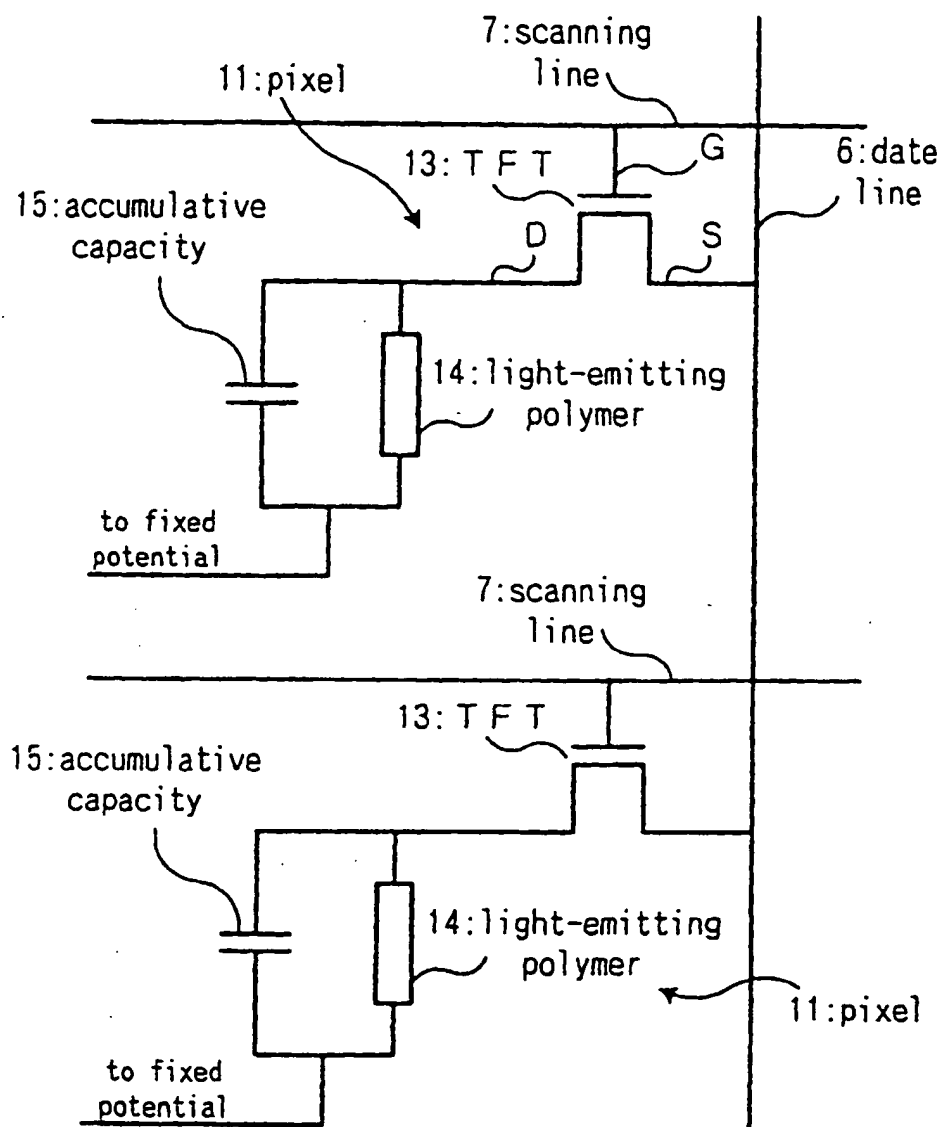 7:scanning
line
11:pixel
G
6:date
line
13: T F T
15:accumulative
capacity
D
S
14:light-emitting
polymer
to fixed
potential
7:scanning
line
13: T F T
15:accumulative
capacity
14:light-emitting
polymer
11:pixel
to fixed
potential